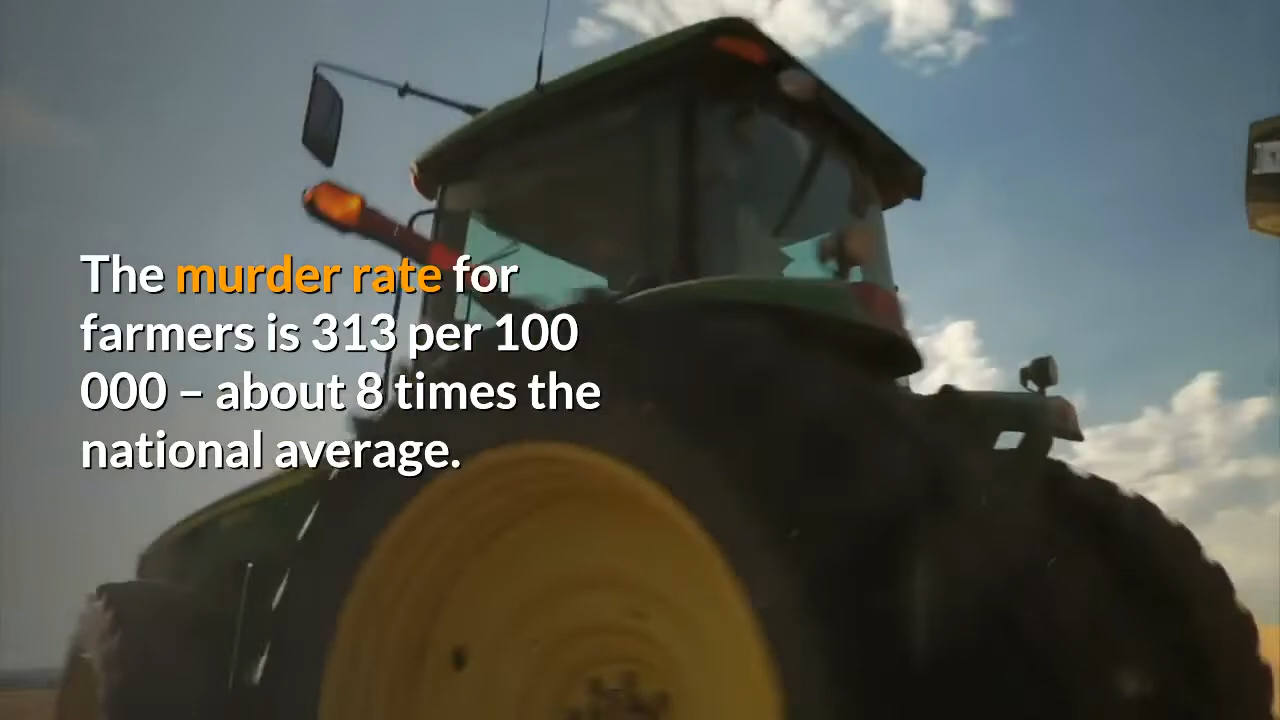 The murder rate for
farmers is 313 per 100
000 – about 8 times the
national average.